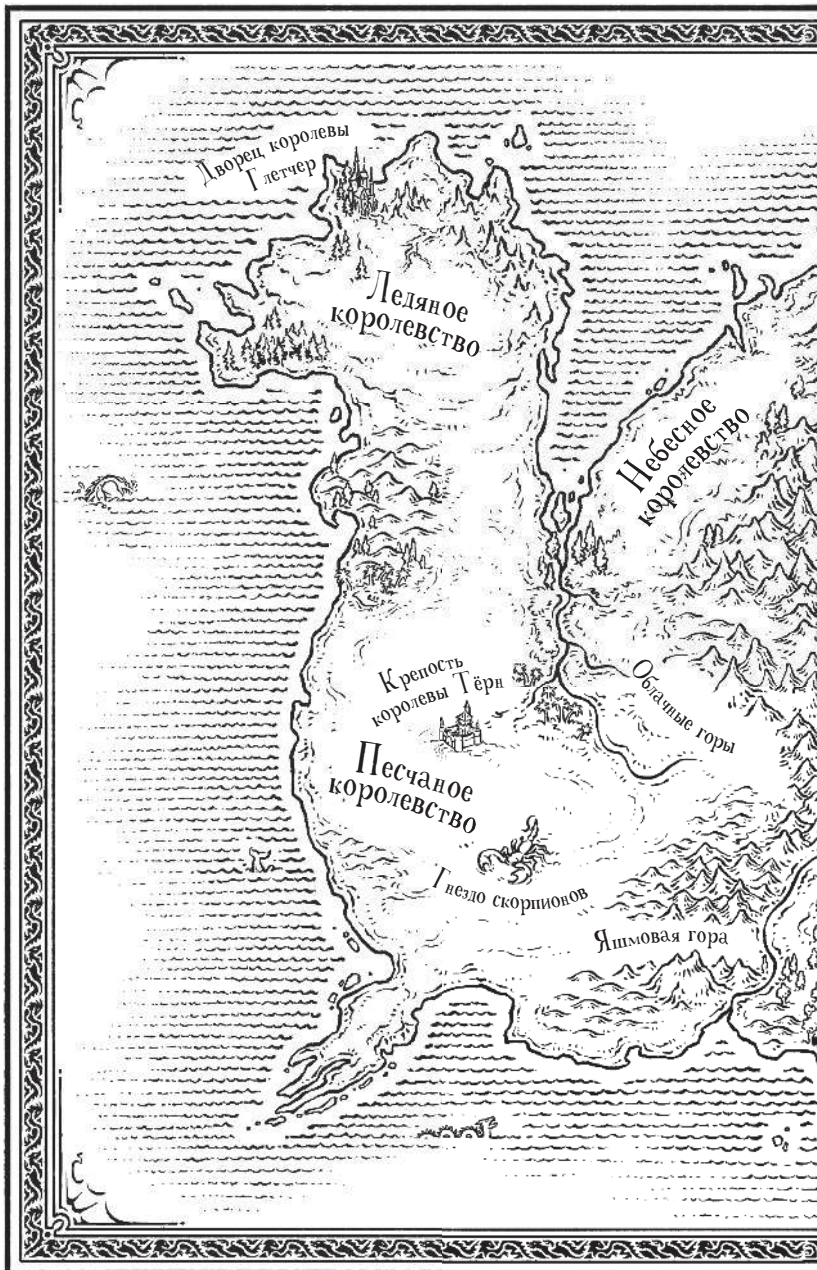 Дворец королевы
Глетчер
Ледяное
королевство
Небесное
королевство
Крепость
королевы Тёрн
Облачные горы
Песчаное
королевство
Гнездо скорпионов
Яшмовая гора